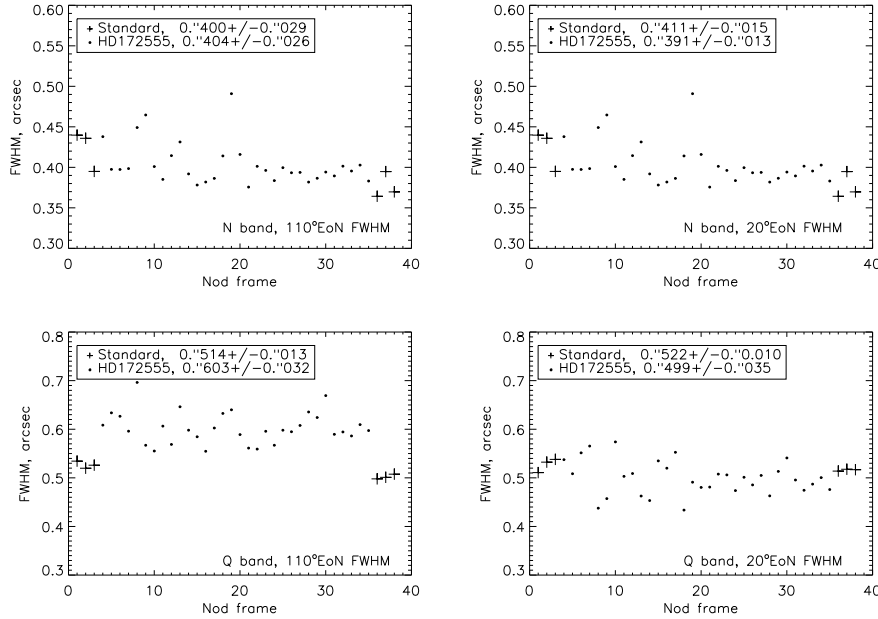 0.60
0.50
0.45
0.40
0.35
0.30
FWHM, arcsec
+ Standard, 0."400+/−0."029
• HD172555, 0."404+/−0."026
N band, 110°EoN FWHM
0 10 20 30 40
Nod frame
0.60
0.50
0.45
0.40
0.35
0.30
FWHM, arcsec
+ Standard, 0."411+/−0."015
• HD172555, 0."391+/−0."013
N band, 20°EoN FWHM
0 10 20 30 40
Nod frame
0.8
0.7
0.6
0.5
0.4
0.3
FWHM, arcsec
+ Standard, 0."514+/−0."013
• HD172555, 0."603+/−0."032
Q band, 110°EoN FWHM
0 10 20 30 40
Nod frame
0.8
0.7
0.6
0.5
0.4
0.3
FWHM, arcsec
+ Standard, 0."522+/−0."0.010
• HD172555, 0."499+/−0."035
Q band, 20°EoN FWHM
0 10 20 30 40
Nod frame